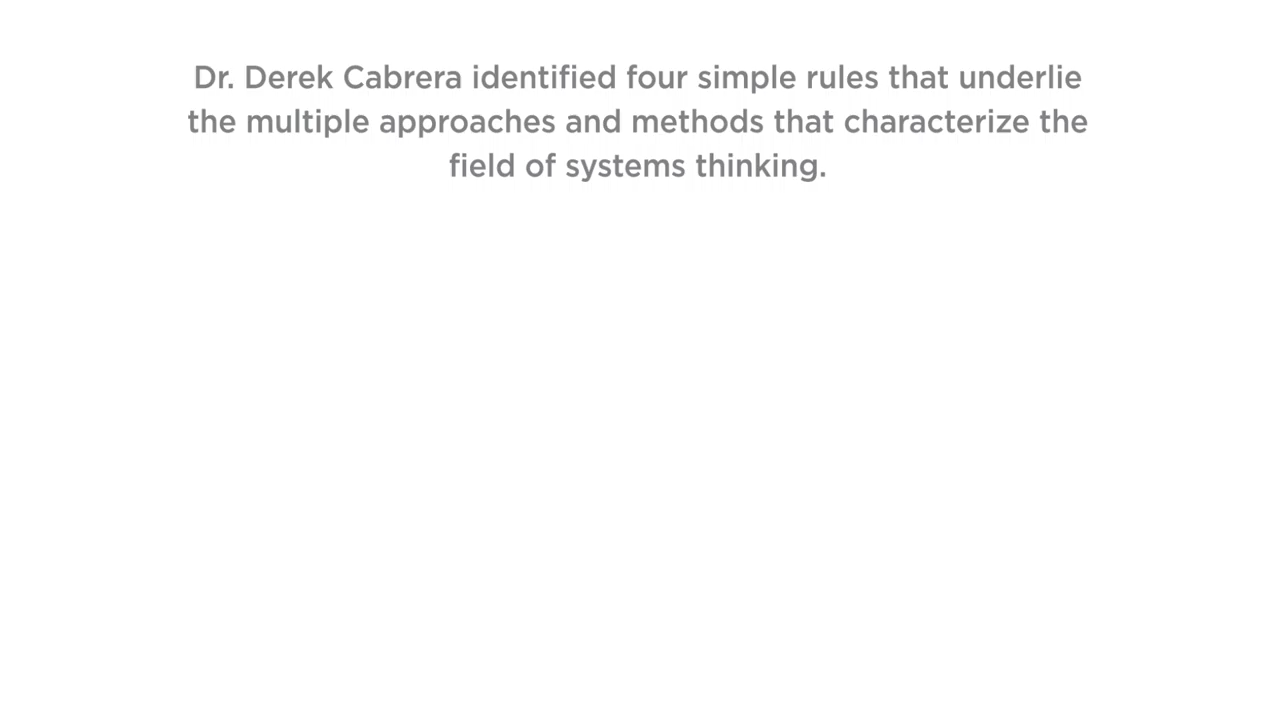 Dr. Derek Cabrera identified four simple rules that underlie
the multiple approaches and methods that characterize the
field of systems thinking.